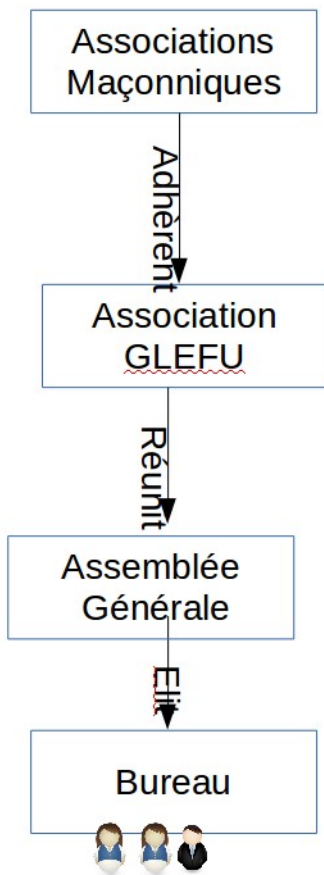 Associations
Maçonniques
Adhèrent
Association
GLEFU
Réunit
Assemblée
Générale
Elit
Bureau